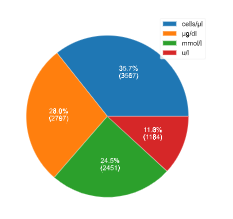 cells/µl
µg/dl
mmol/l
u/l
35.7%
(3567)
28.0%
(2797)
11.8%
(1184)
24.5%
(2451)